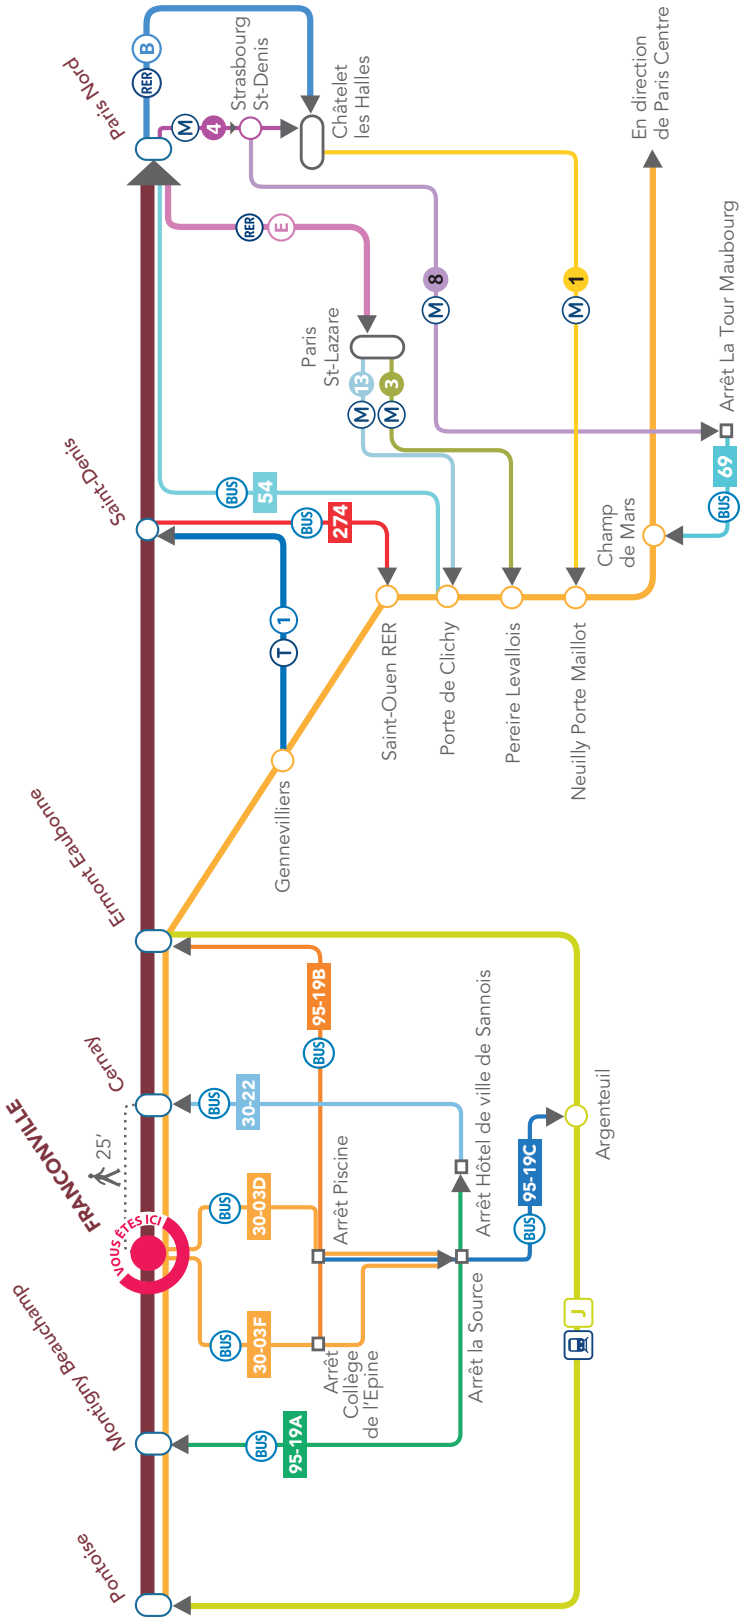 Pontoise
Montigny Beauchamp
FRANCONVILLE
VOUS ÊTES ICI
25'
Cernay
Ermont Eaubonne
Saint-Denis
Paris Nord
RER
B
M
4
Strasbourg
St-Denis
Châtelet
les Halles
RER
E
Paris
St-Lazare
M
13
M
3
M
8
M
1
BUS
54
BUS
274
T
1
Gennevilliers
Saint-Ouen RER
Porte de Clichy
Pereire Levallois
Neuilly Porte Maillot
Champ
de Mars
BUS
69
Arrêt La Tour Maubourg
En direction
de Paris Centre
BUS
95-19A
BUS
30-03F
BUS
30-03D
BUS
30-22
BUS
95-19B
Arrêt
Collège
de l'Epine
Arrêt Piscine
Arrêt la Source
Arrêt Hôtel de ville de Sannois
BUS
95-19C
Argenteuil
J